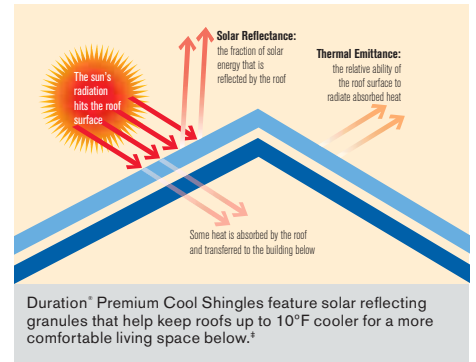 Solar Reflectance:
the fraction of solar
energy that is
reflected by the roof
Thermal Emittance:
the relative ability of
the roof surface to
radiate absorbed heat
The sun's
radiation
hits the roof
surface
Some heat is absorbed by the roof
and transferred to the building below
Duration® Premium Cool Shingles feature solar reflecting
granules that help keep roofs up to 10°F cooler for a more
comfortable living space below.‡